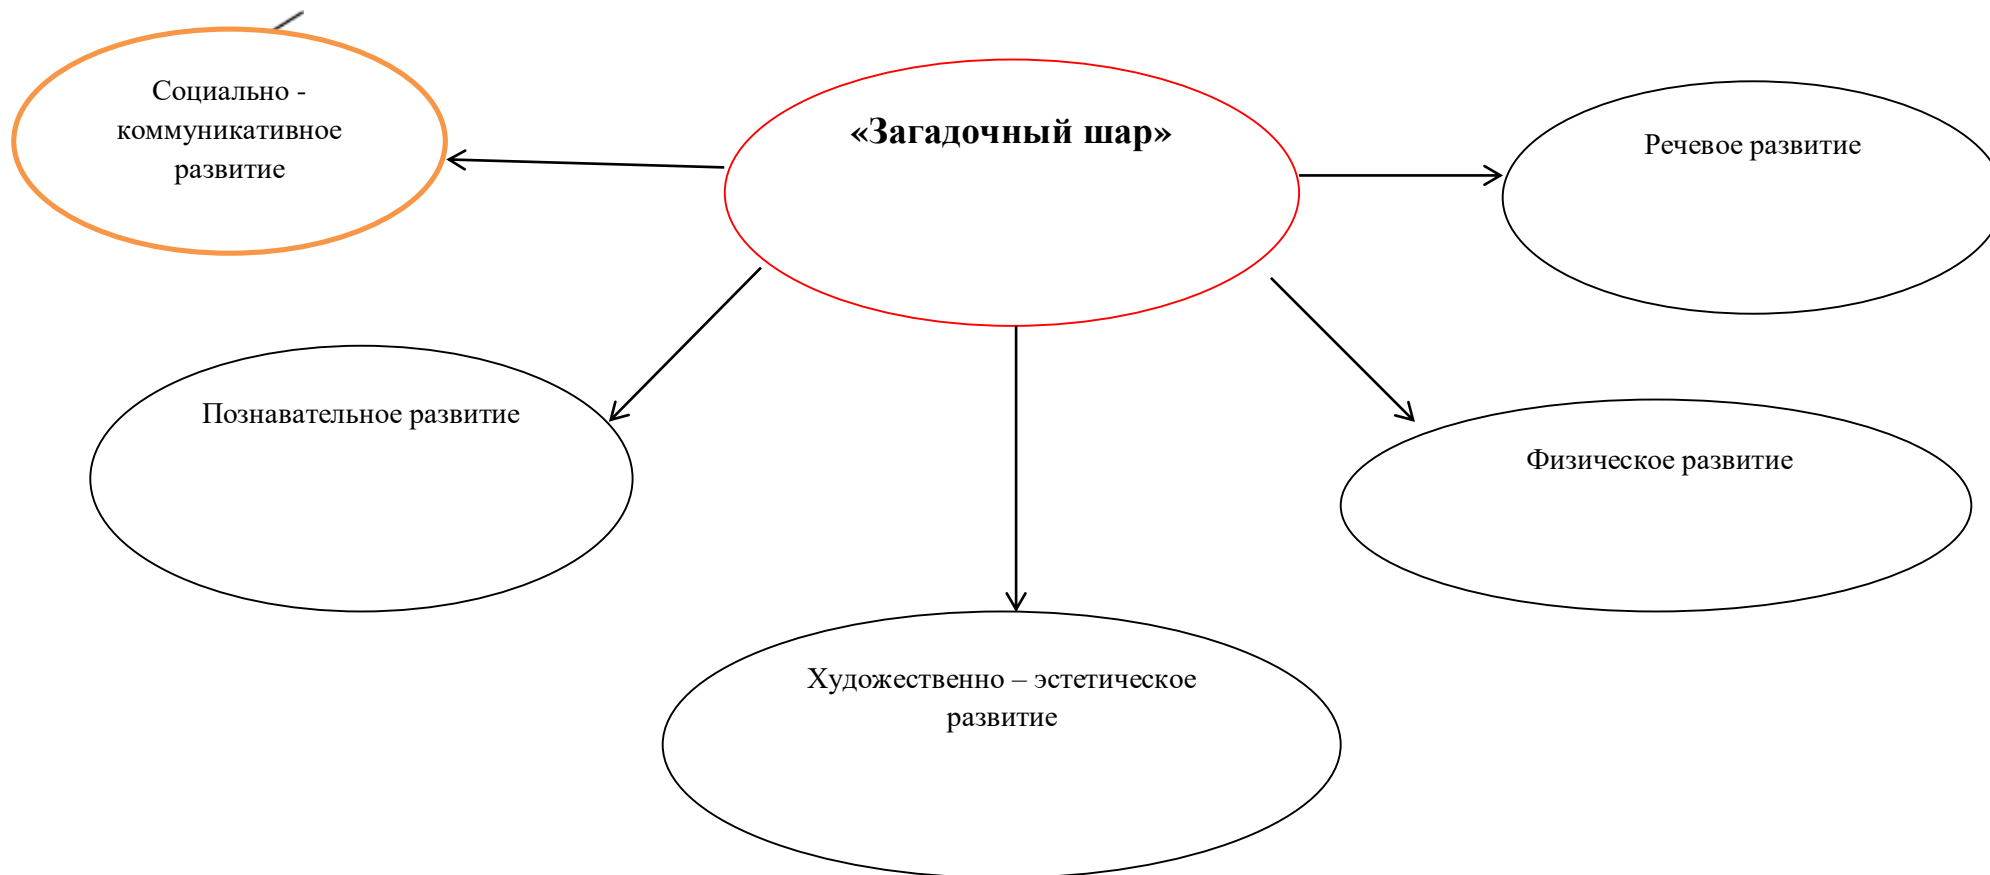 Социально -
коммуникативное
развитие
«Загадочный шар»
Речевое развитие
Познавательное развитие
Физическое развитие
Художественно – эстетическое
развитие